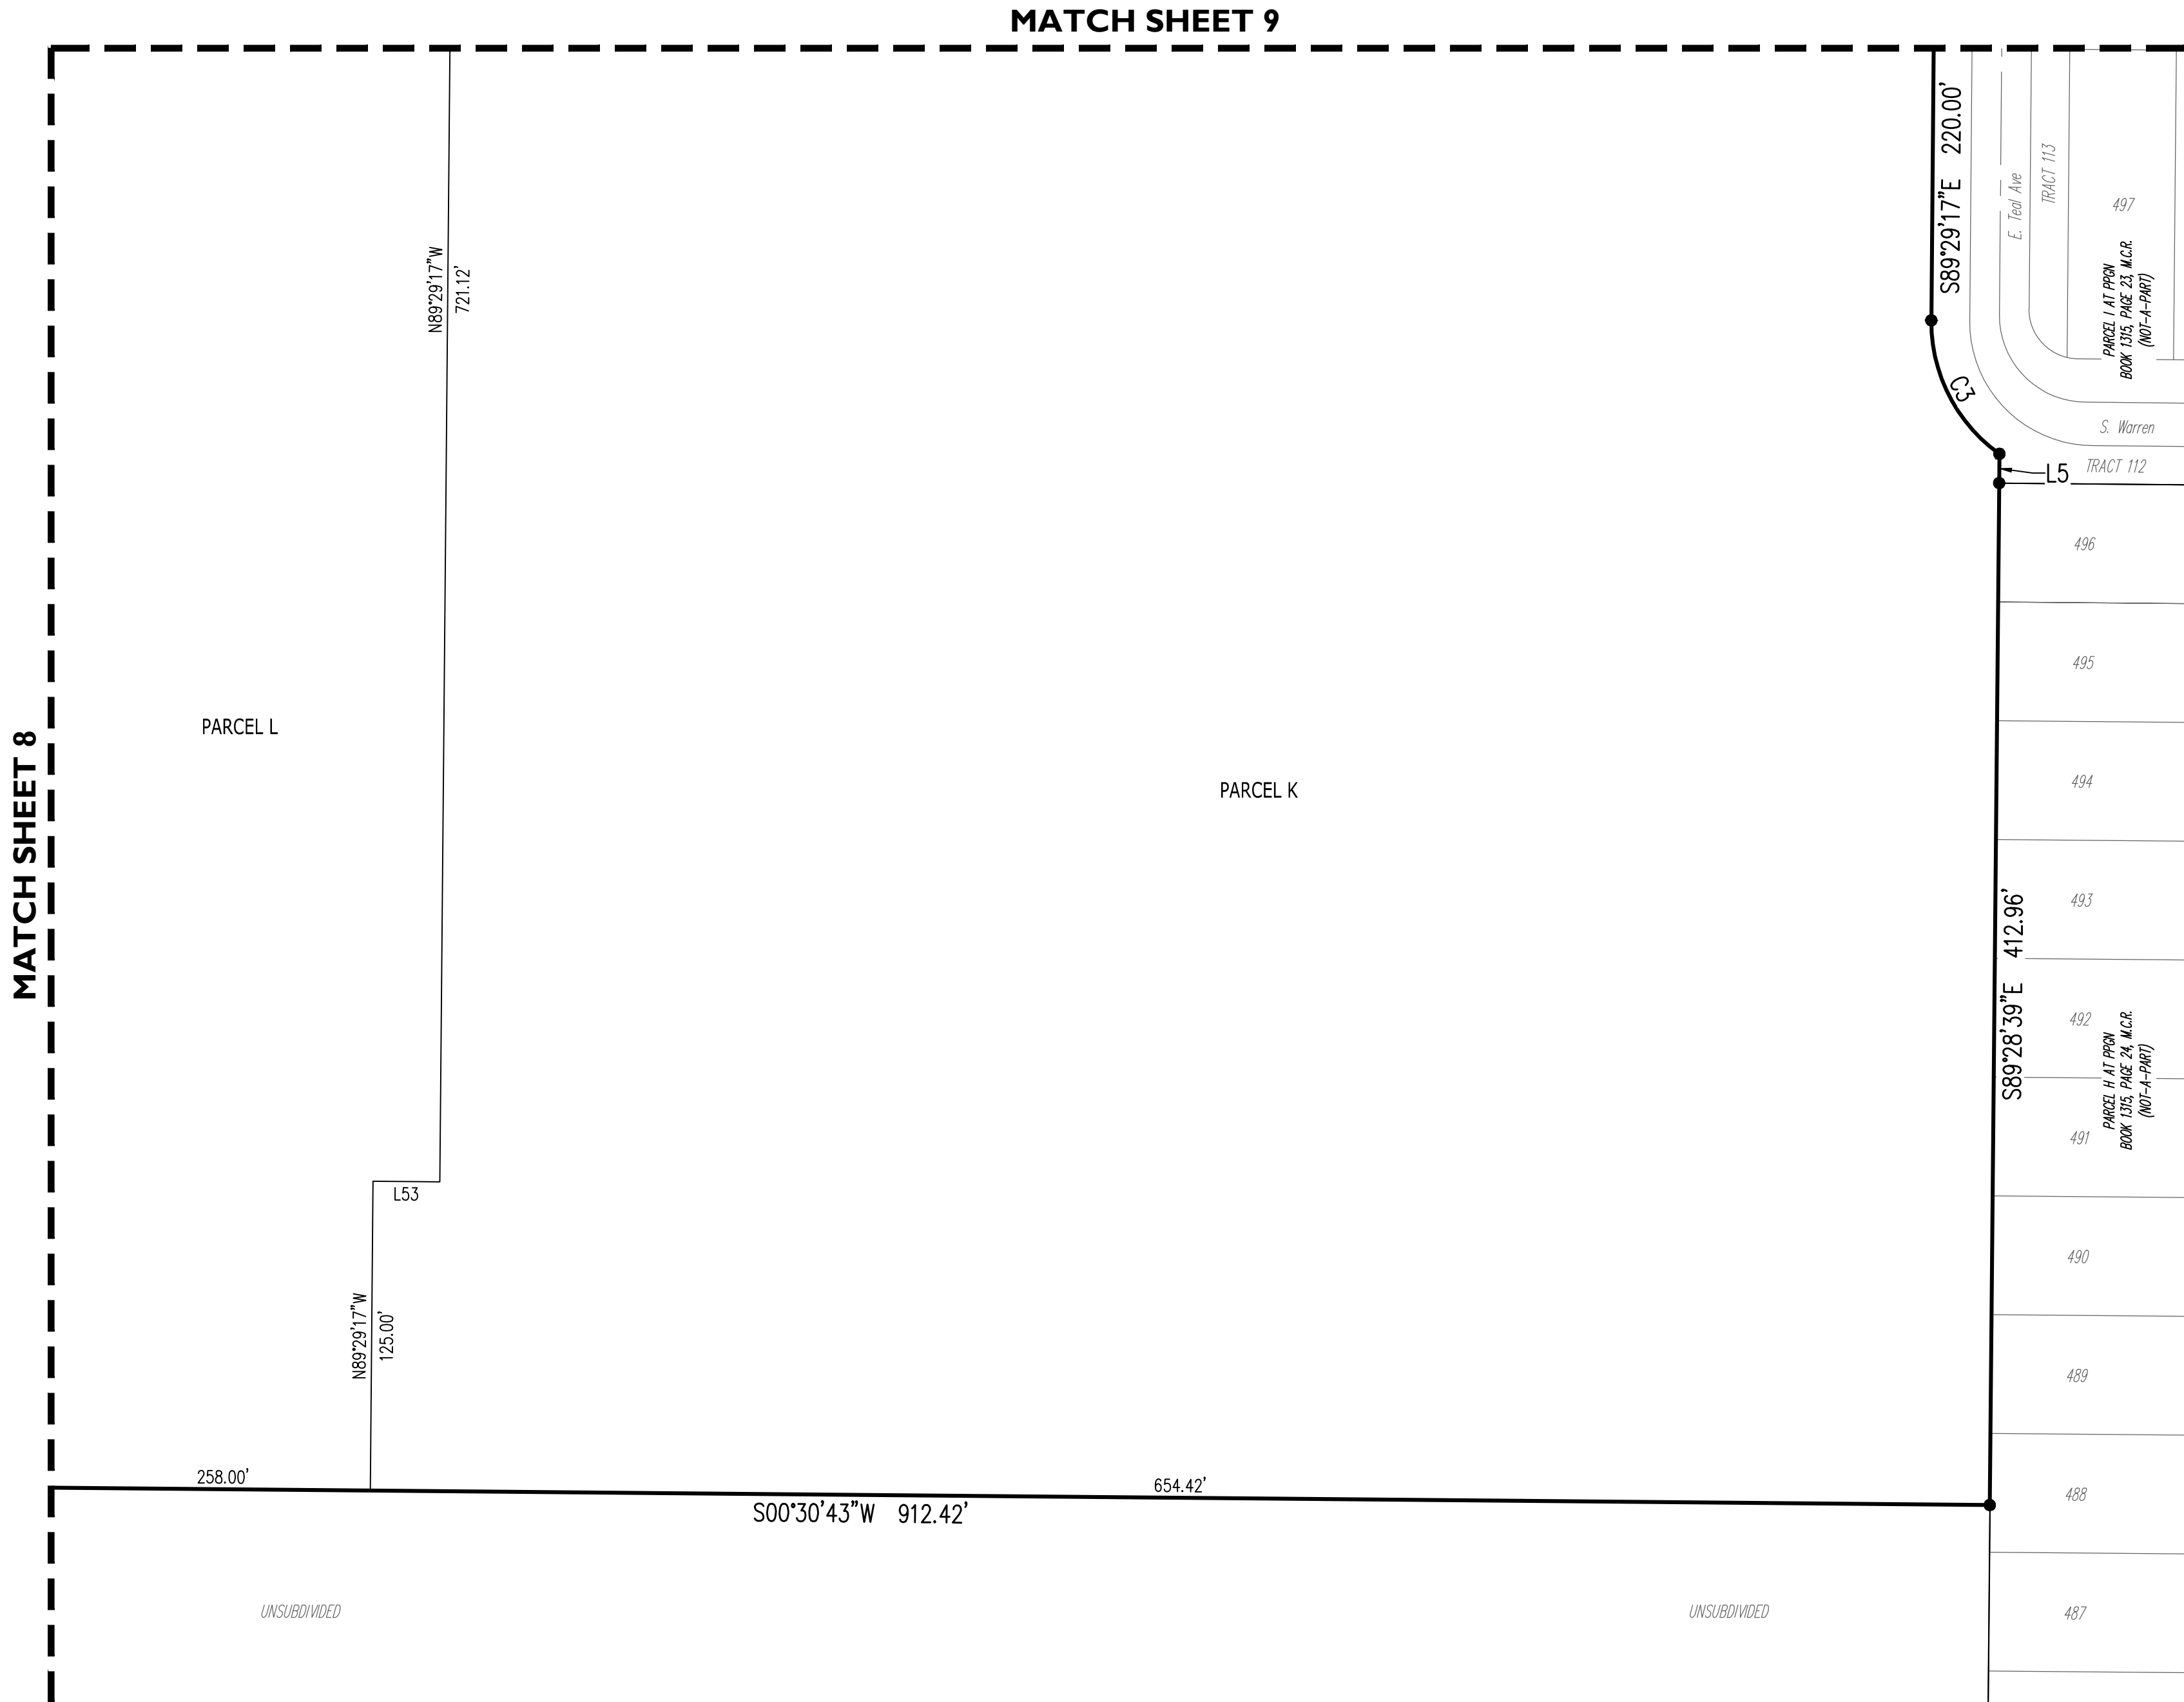 MATCH SHEET 9
S89°29'17"E 220.00'
E. Teal Ave
TRACT 113
497
PARCEL I AT PPGN
BOOK 1315, PAGE 23, M.C.R.
(NOT-A-PART)
N89°29'17"W
721.12'
C3
S. Warren
TRACT 112
L5
496
495
MATCH SHEET 8
PARCEL L
PARCEL K
494
493
S89°28'39"E 412.96'
492
PARCEL H AT PPGN
BOOK 1315, PAGE 24, M.C.R.
(NOT-A-PART)
491
L53
490
N89°29'17"W
125.00'
489
258.00'
654.42'
488
S00°30'43"W 912.42'
UNSUBDIVIDED
UNSUBDIVIDED
487